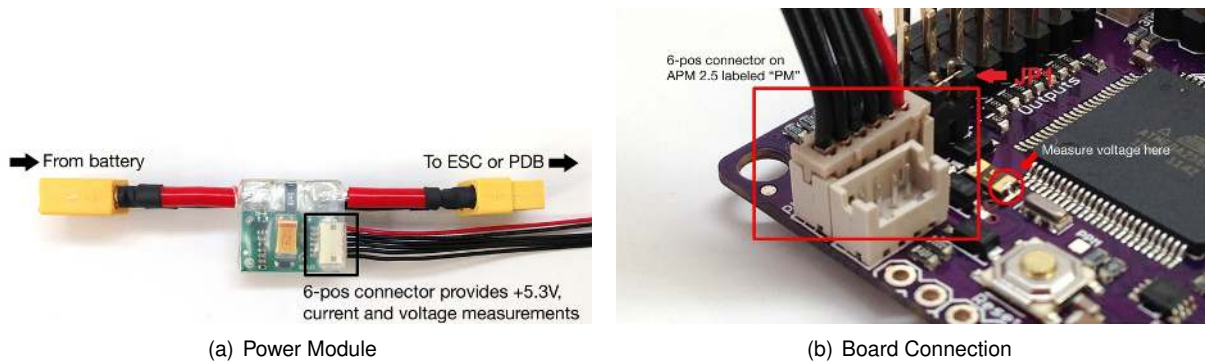 From battery
To ESC or PDB
6-pos connector provides +5.3V,
current and voltage measurements
(a) Power Module
6-pos connector on
APM 2.5 labeled "PM"
JP1
Outputs
Measure voltage here
(b) Board Connection